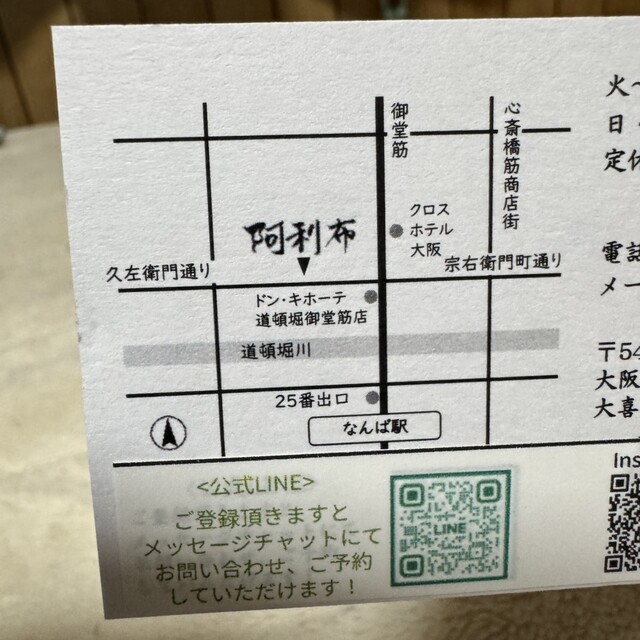 御堂筋
心斎橋筋商店街
クロス
ホテル
大阪
阿利布
久左衛門通り
宗右衛門町通り
ドン・キホーテ
道頓堀御堂筋店
道頓堀川
25番出口
なんば駅
<公式LINE>
ご登録頂きますと
メッセージチャットにて
お問い合わせ、ご予約
していただけます!
LINE
火~
日・
定休
電話
メー
〒54
大阪
大喜
Ins